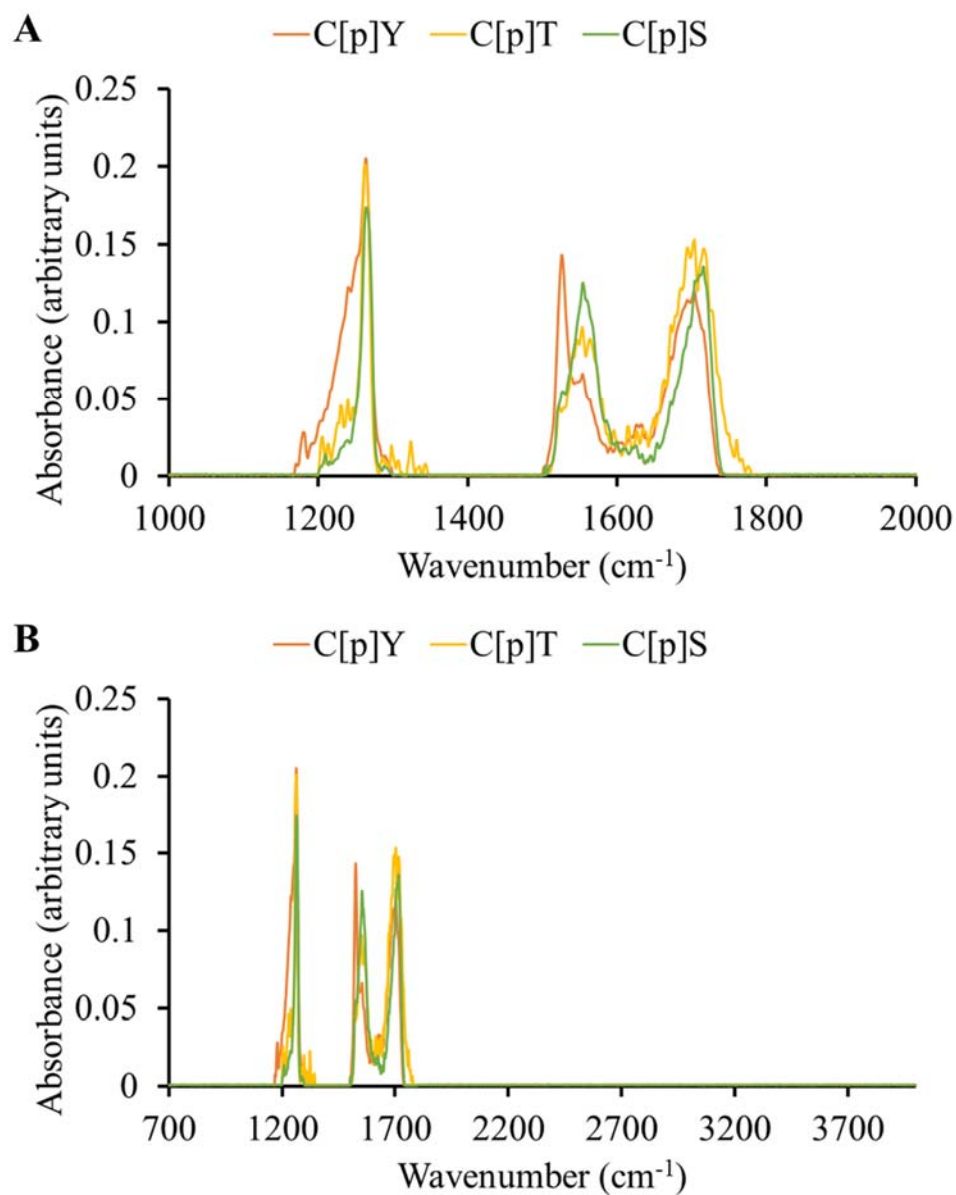 A
C[p]Y C[p]T C[p]S
Absorbance (arbitrary units)
0.25
0.2
0.15
0.1
0.05
0
1000 1200 1400 1600 1800 2000
Wavenumber (cm⁻¹)
B
C[p]Y C[p]T C[p]S
Absorbance (arbitrary units)
0.25
0.2
0.15
0.1
0.05
0
700 1200 1700 2200 2700 3200 3700
Wavenumber (cm⁻¹)